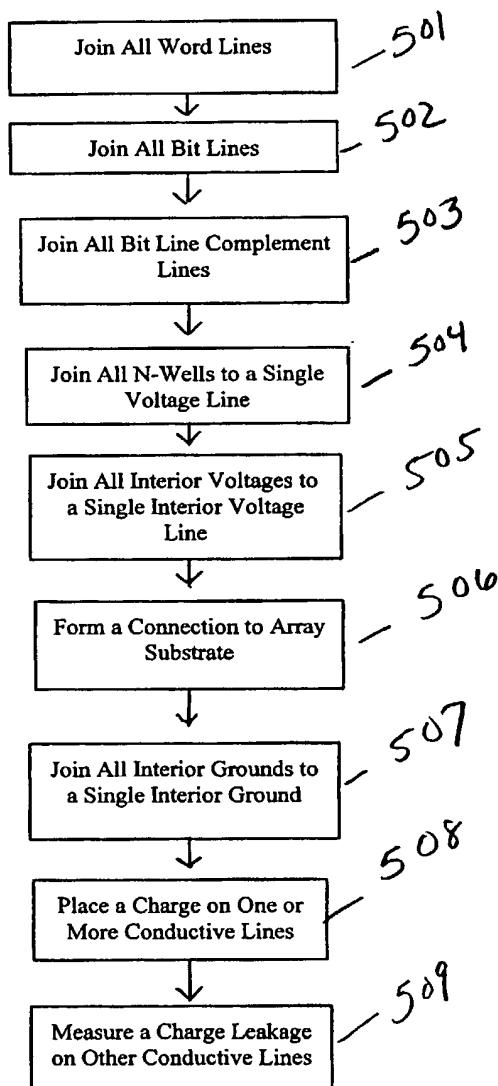 Join All Word Lines
501
Join All Bit Lines
502
Join All Bit Line Complement
Lines
503
Join All N-Wells to a Single
Voltage Line
504
Join All Interior Voltages to
a Single Interior Voltage
Line
505
Form a Connection to Array
Substrate
506
Join All Interior Grounds to
a Single Interior Ground
507
Place a Charge on One or
More Conductive Lines
508
Measure a Charge Leakage
on Other Conductive Lines
509